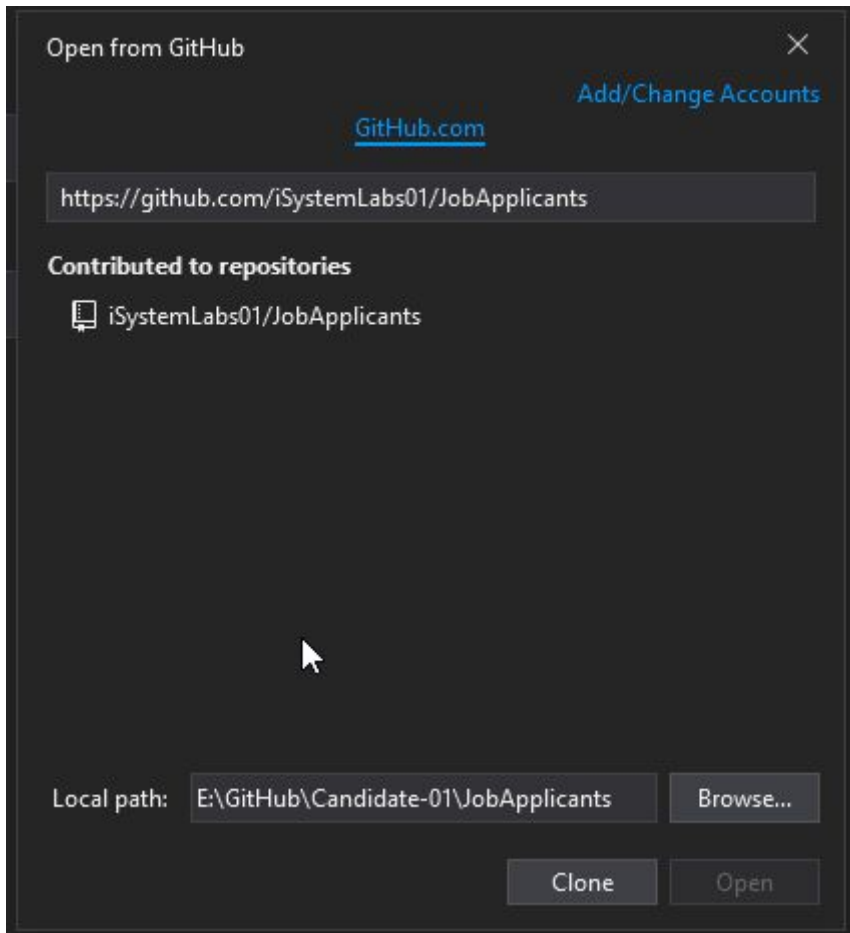 Open from GitHub
Add/Change Accounts
GitHub.com
https://github.com/iSystemLabs01/JobApplicants
Contributed to repositories
iSystemLabs01/JobApplicants
Local path: E:\GitHub\Candidate-01\JobApplicants Browse...
Clone Open